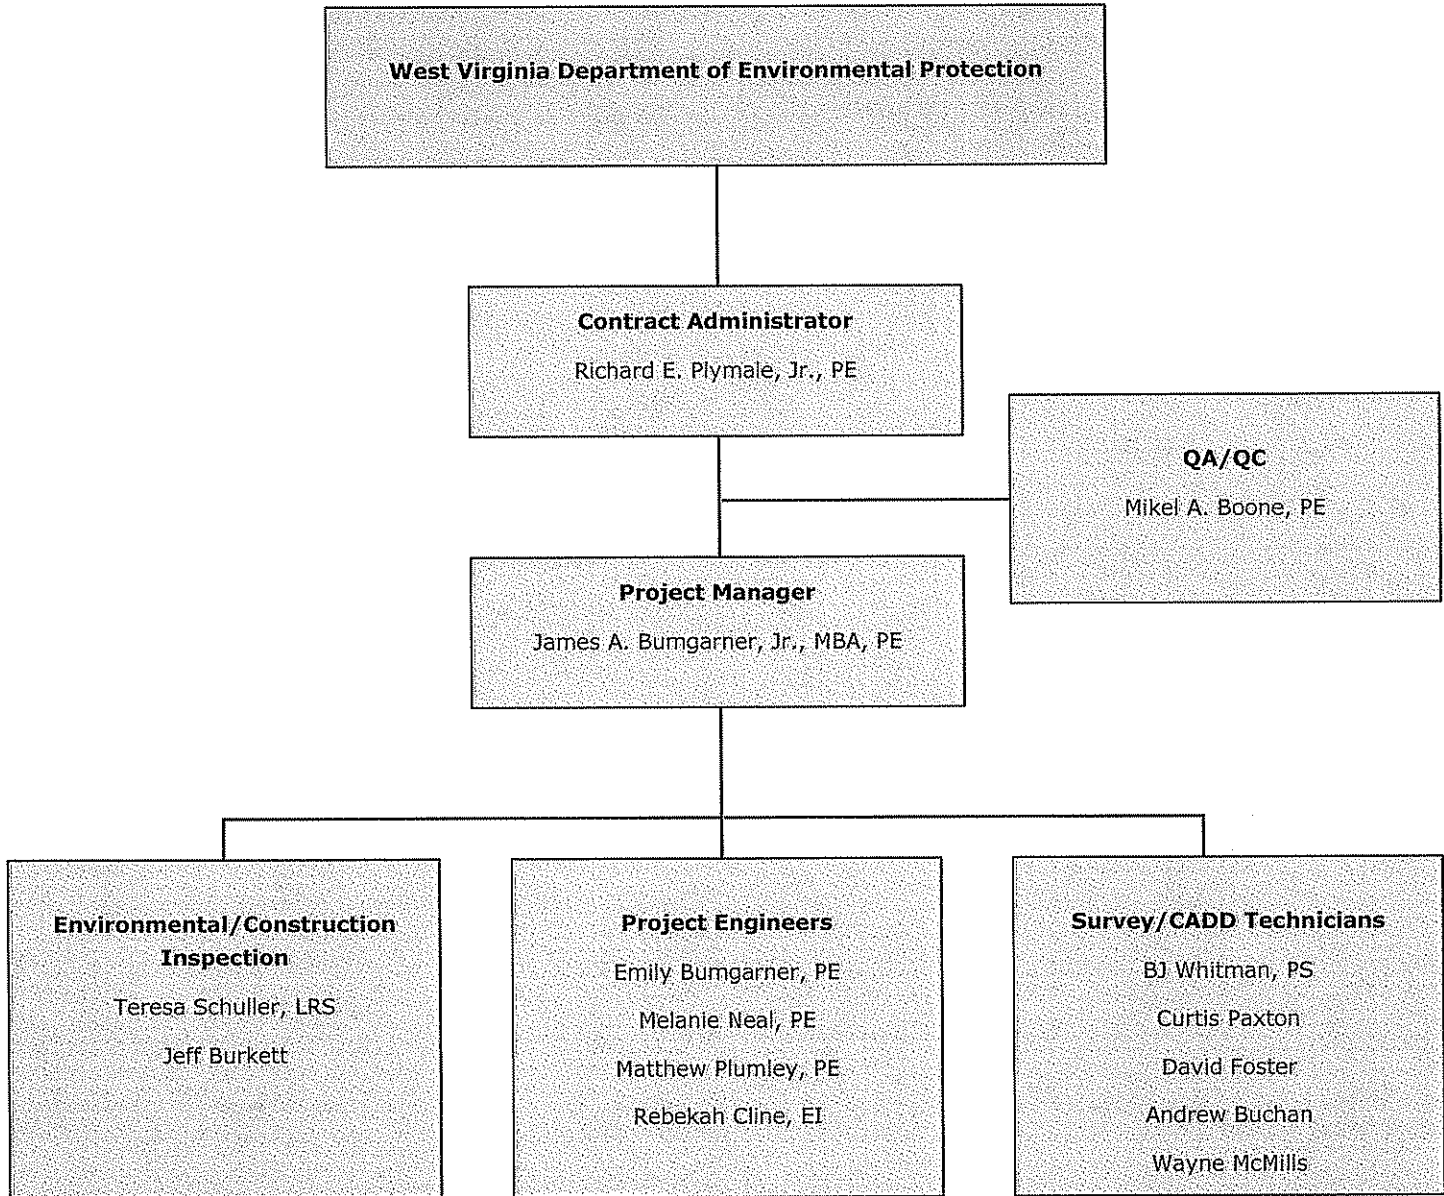 West Virginia Department of Environmental Protection
Contract Administrator
Richard E. Plymale, Jr., PE
QA/QC
Mikel A. Boone, PE
Project Manager
James A. Bumgarner, Jr., MBA, PE
Environmental/Construction
Inspection
Teresa Schuller, LRS
Jeff Burkett
Project Engineers
Emily Bumgarner, PE
Melanie Neal, PE
Matthew Plumley, PE
Rebekah Cline, EI
Survey/CADD Technicians
BJ Whitman, PS
Curtis Paxton
David Foster
Andrew Buchan
Wayne McMills